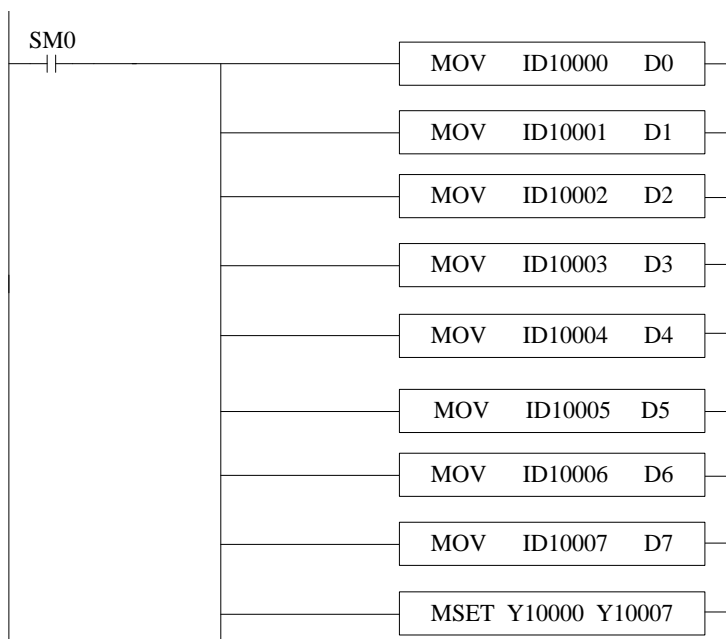 SM0
MOV ID10000 D0
MOV ID10001 D1
MOV ID10002 D2
MOV ID10003 D3
MOV ID10004 D4
MOV ID10005 D5
MOV ID10006 D6
MOV ID10007 D7
MSET Y10000 Y10007